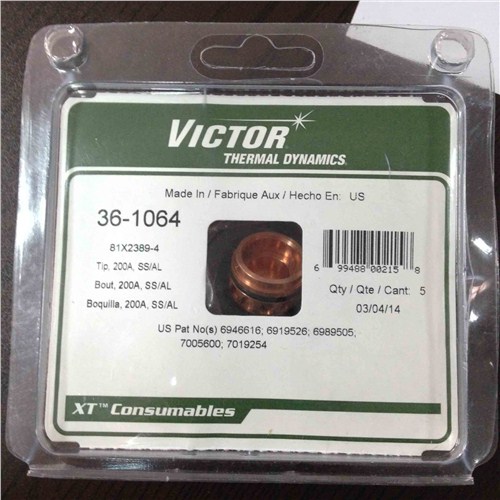 VICTOR
THERMAL DYNAMICS
Made In / Fabrique Aux / Hecho En: US
36-1064
81X2389-4
Tip, 200A, SS/AL
Bout, 200A, SS/AL
Boquilla, 200A, SS/AL
6 99488 00215 8
Qty / Qte / Cant: 5
03/04/14
US Pat No(s) 6946616; 6919526; 6989505;
7005600; 7019254
XT™ Consumables